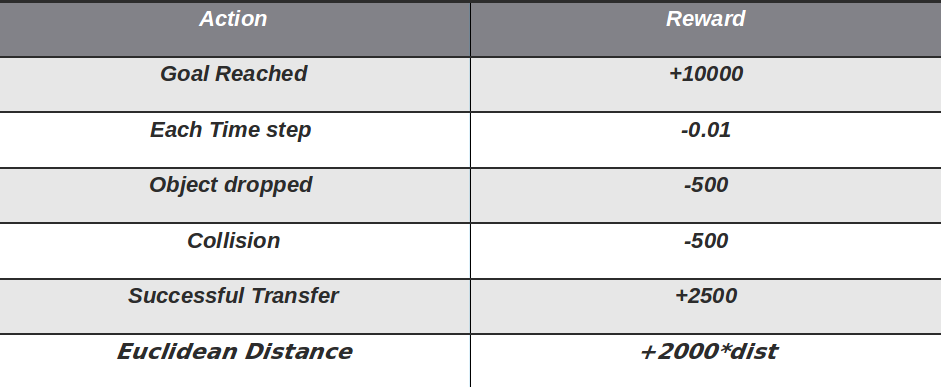 Action Reward
Goal Reached +10000
Each Time step -0.01
Object dropped -500
Collision -500
Successful Transfer +2500
Euclidean Distance +2000*dist